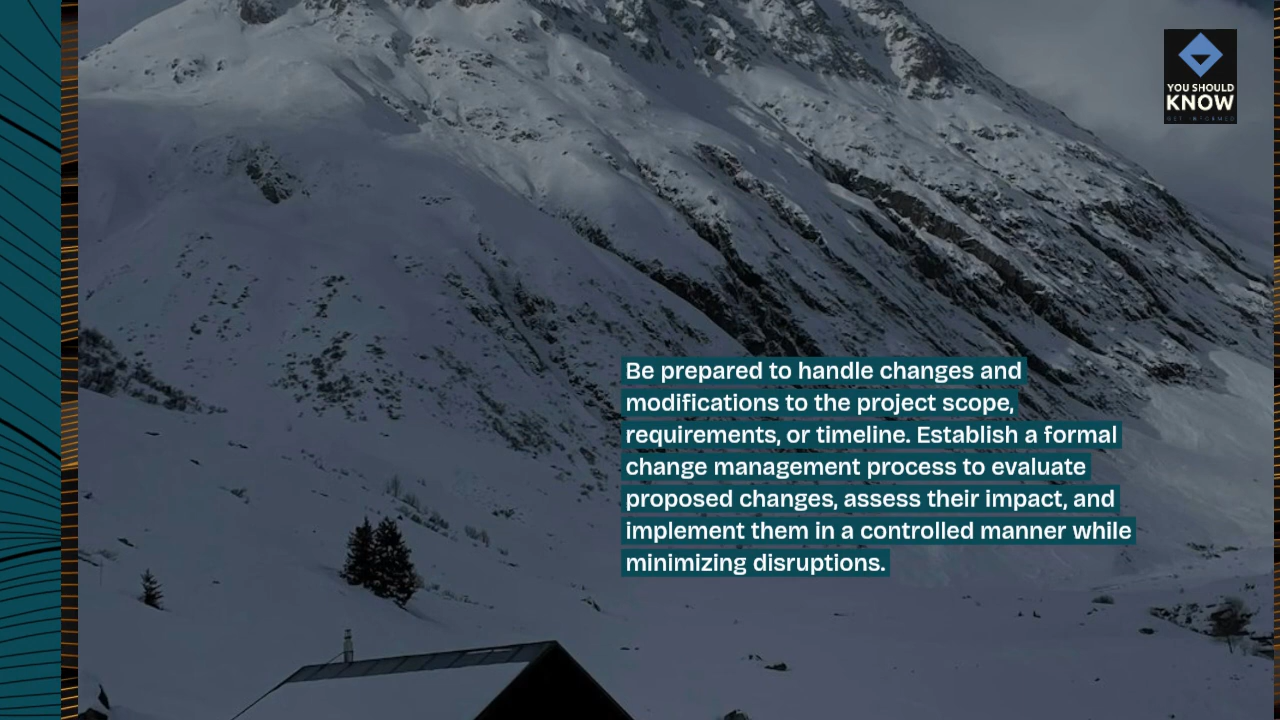 YOU SHOULD
KNOW
GET INFORMED
Be prepared to handle changes and
modifications to the project scope,
requirements, or timeline. Establish a formal
change management process to evaluate
proposed changes, assess their impact, and
implement them in a controlled manner while
minimizing disruptions.